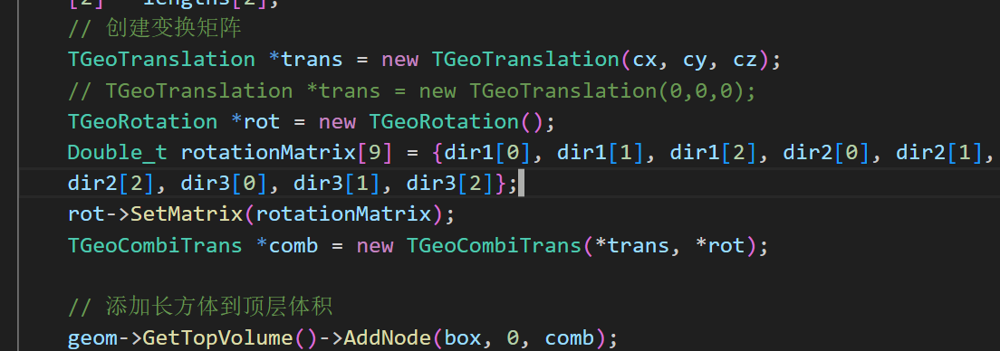 [2] = lengths[2];
// 创建变换矩阵
TGeoTranslation *trans = new TGeoTranslation(cx, cy, cz);
// TGeoTranslation *trans = new TGeoTranslation(0,0,0);
TGeoRotation *rot = new TGeoRotation();
Double_t rotationMatrix[9] = {dir1[0], dir1[1], dir1[2], dir2[0], dir2[1],
dir2[2], dir3[0], dir3[1], dir3[2]};
rot->SetMatrix(rotationMatrix);
TGeoCombiTrans *comb = new TGeoCombiTrans(*trans, *rot);
// 添加长方体到顶层体积
geom->GetTopVolume()->AddNode(box, 0, comb);